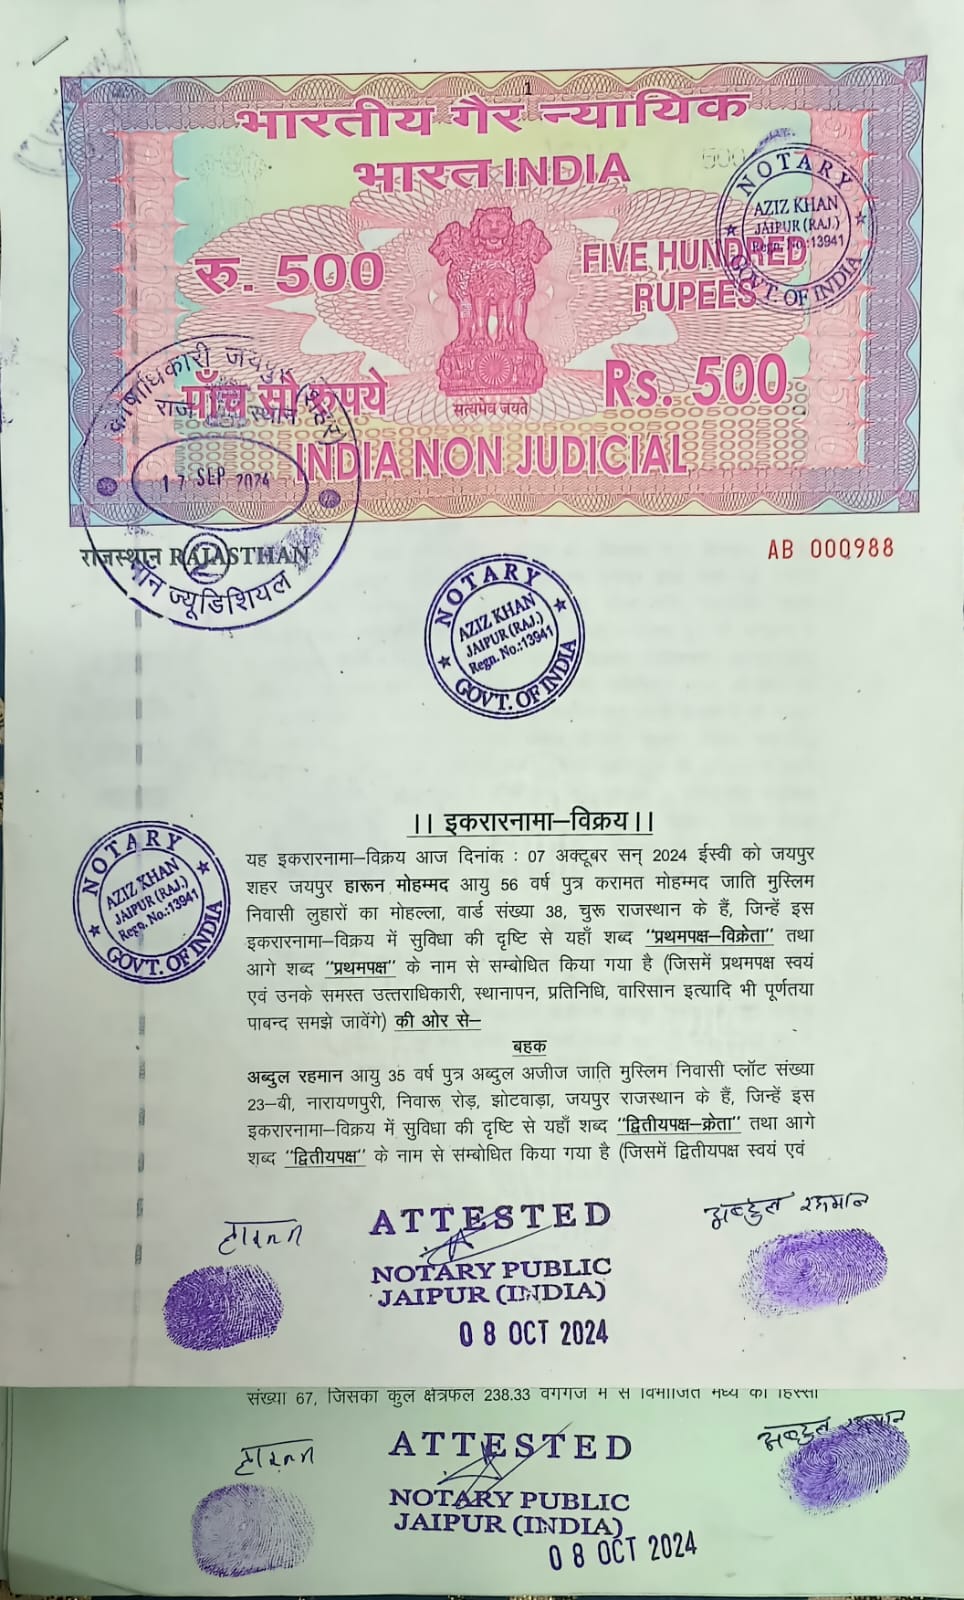 1
भारतीय गैर न्यायिक
भारत INDIA
रु. 500
FIVE HUNDRED
RUPEES
पाँच सौ रुपये
Rs. 500
सत्यमेव जयते
INDIA NON JUDICIAL
NOTARY
AZIZ KHAN
JAIPUR (RAJ.)
Regn. No.:13941
GOVT. OF INDIA
कोषाधिकारी जयपुर (शहर)
राजस्थान
17 SEP 2024
2
नॉन ज्यूडिशियल
राजस्थान RAJASTHAN
AB 000988
NOTARY
AZIZ KHAN
JAIPUR (RAJ.)
Regn. No.:13941
GOVT. OF INDIA
|| इकरारनामा–विक्रय ||
NOTARY
AZIZ KHAN
JAIPUR (RAJ.)
Regn. No.:13941
GOVT. OF INDIA
यह इकरारनामा–विक्रय आज दिनांक : 07 अक्टूबर सन् 2024 ईस्वी को जयपुर
शहर जयपुर हारून मोहम्मद आयु 56 वर्ष पुत्र करामत मोहम्मद जाति मुस्लिम
निवासी लुहारों का मोहल्ला, वार्ड संख्या 38, चुरू राजस्थान के हैं, जिन्हें इस
इकरारनामा–विक्रय में सुविधा की दृष्टि से यहाँ शब्द "प्रथमपक्ष–विक्रेता" तथा
आगे शब्द "प्रथमपक्ष" के नाम से सम्बोधित किया गया है (जिसमें प्रथमपक्ष स्वयं
एवं उनके समस्त उत्तराधिकारी, स्थानापन, प्रतिनिधि, वारिसान इत्यादि भी पूर्णतया
पाबन्द समझे जावेंगे) की ओर से–
बहक
अब्दुल रहमान आयु 35 वर्ष पुत्र अब्दुल अजीज जाति मुस्लिम निवासी प्लॉट संख्या
23–बी, नारायणपुरी, निवारू रोड़, झोटवाड़ा, जयपुर राजस्थान के हैं, जिन्हें इस
इकरारनामा–विक्रय में सुविधा की दृष्टि से यहाँ शब्द "द्वितीयपक्ष–क्रेता" तथा आगे
शब्द "द्वितीयपक्ष" के नाम से सम्बोधित किया गया है (जिसमें द्वितीयपक्ष स्वयं एवं
हारून
ATTESTED
अब्दुल रहमान
NOTARY PUBLIC
JAIPUR (INDIA)
08 OCT 2024
संख्या 67, जिसका कुल क्षेत्रफल 238.33 वर्गगज में से विभाजित मध्य का हिस्सा
हारून
ATTESTED
अब्दुल रहमान
NOTARY PUBLIC
JAIPUR (INDIA)
08 OCT 2024